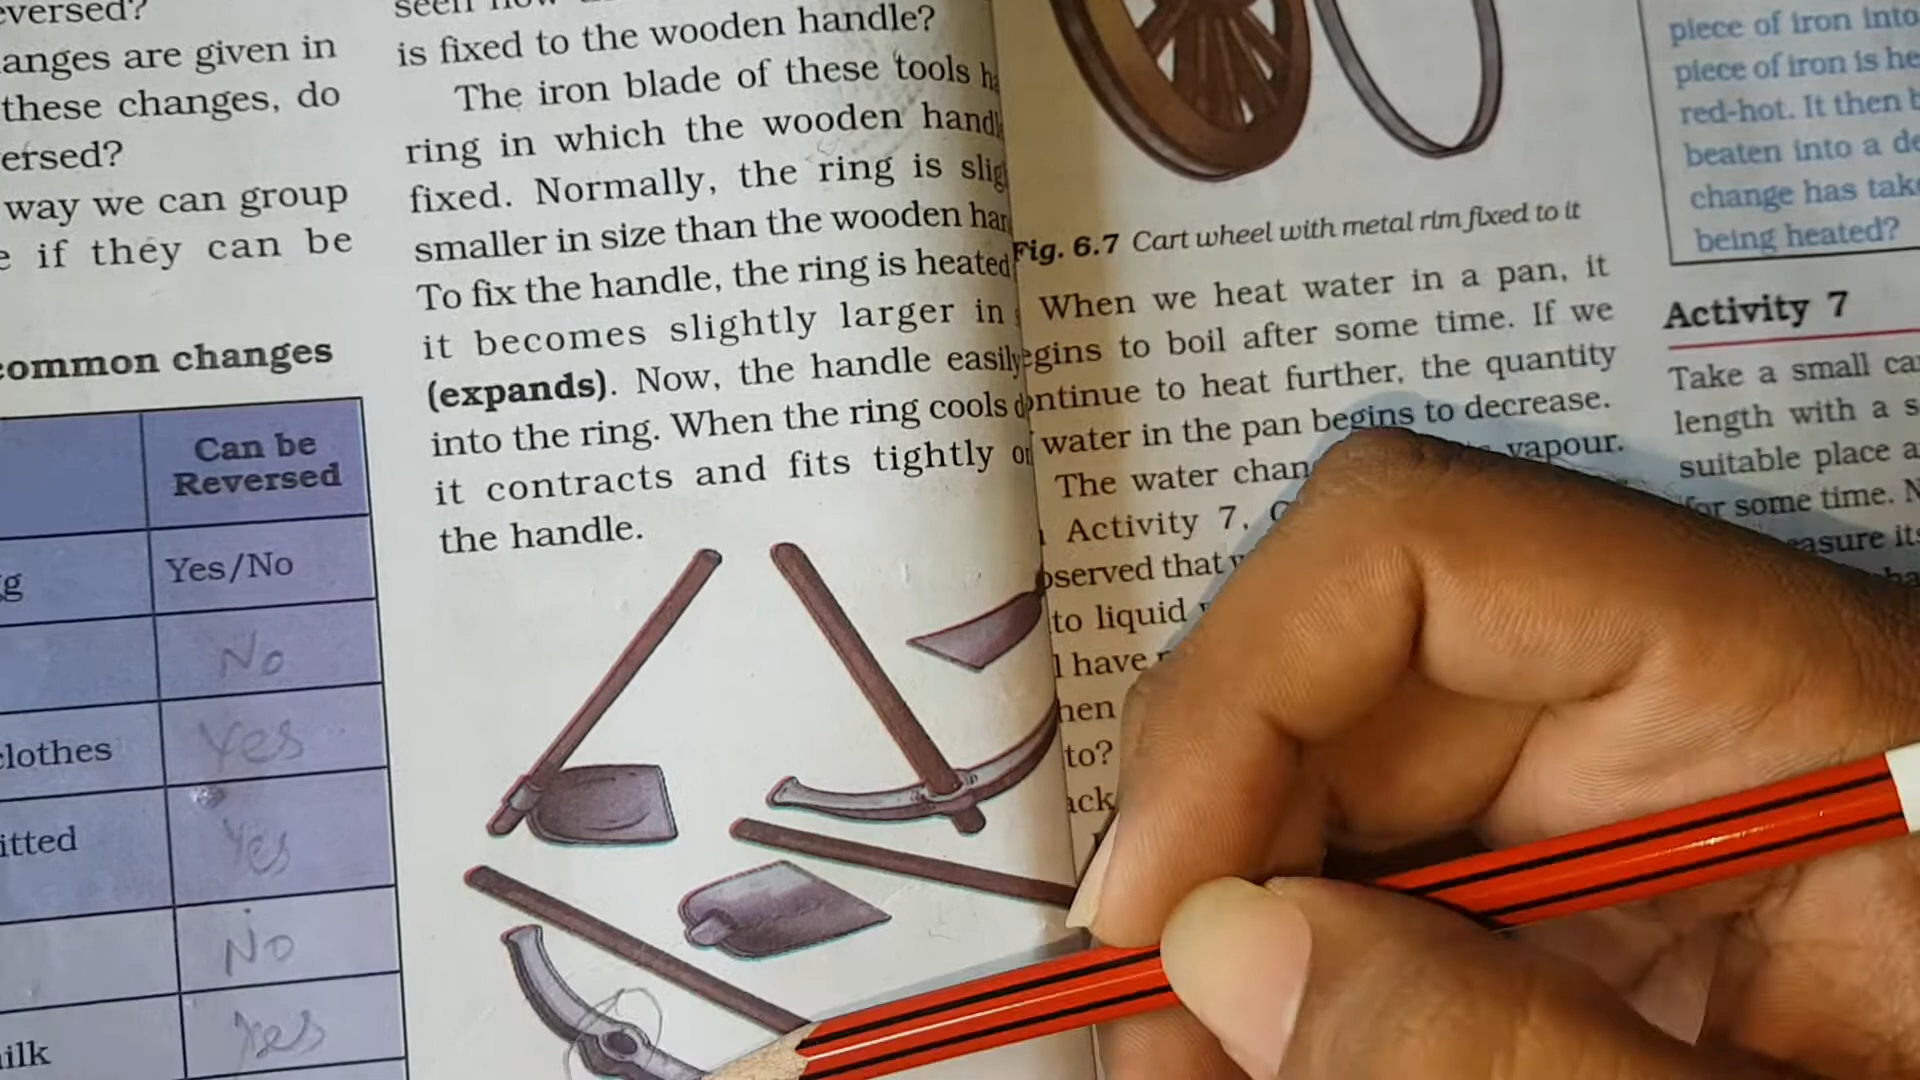 eversed?
anges are given in
these changes, do
ersed?
way we can group
e if they can be
common changes
Can be
Reversed
g Yes/No
No
clothes Yes
itted Yes
No
ilk Yes
is fixed to the wooden handle?
The iron blade of these tools
ring in which the wooden handl
fixed. Normally, the ring is slig
smaller in size than the wooden han
To fix the handle, the ring is heated
it becomes slightly larger in
(expands). Now, the handle easily
into the ring. When the ring cools
it contracts and fits tightly
the handle.
Fig. 6.7 Cart wheel with metal rim fixed to it
When we heat water in a pan, it
egins to boil after some time. If we
ontinue to heat further, the quantity
water in the pan begins to decrease.
The water chan vapour.
Activity 7,
bserved that
to liquid
l have
hen
to?
ack
piece of iron into
piece of iron is he
red-hot. It then b
beaten into a de
change has take
being heated?
Activity 7
Take a small ca
length with a s
suitable place a
for some time. N
easure its